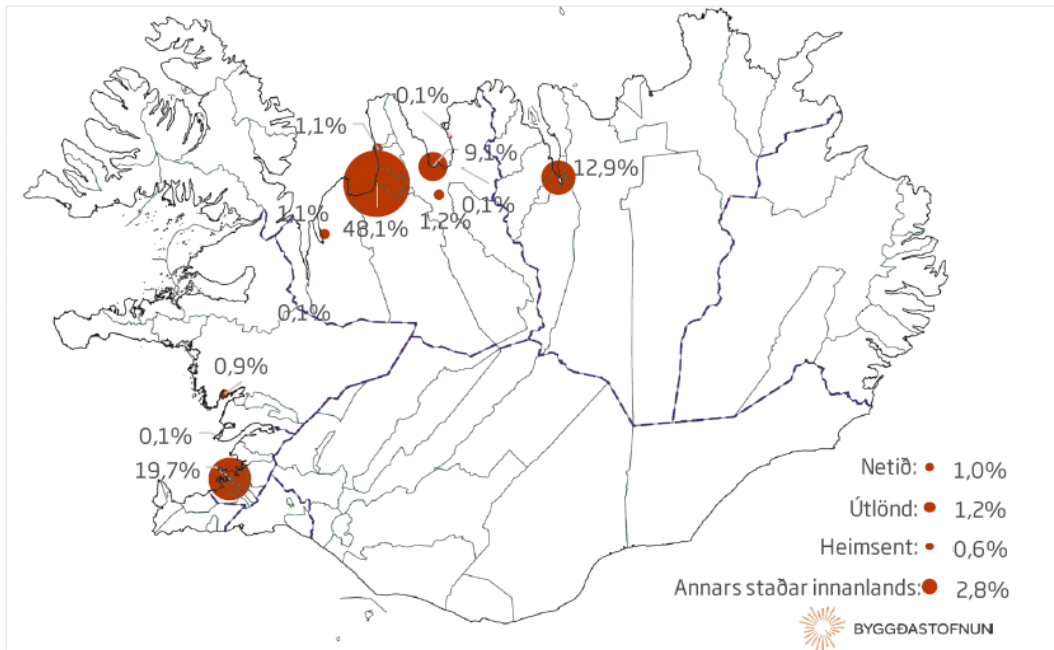 0,1%
1,1%
9,1%
12,9%
0,1%
1,1%
48,1%
1,2%
0,1%
0,9%
0,1%
19,7%
Netið: 1,0%
Útlönd: 1,2%
Heimsent: 0,6%
Annars staðar innanlands: 2,8%
BYGGÐASTOFNUN